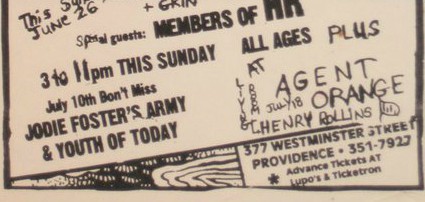 This Sun
JUNE 26
+ GRIN
Special guests: MEMBERS OF HR
3 to 11pm THIS SUNDAY
ALL AGES PLUS
AT
July 10th Don't Miss
JODIE FOSTER'S ARMY
& YOUTH OF TODAY
AGENT
JULY 18 ORANGE
HENRY ROLLINS
377 WESTMINSTER STREET
PROVIDENCE • 351-7927
* Advance Tickets AT
Lupo's & Ticketron